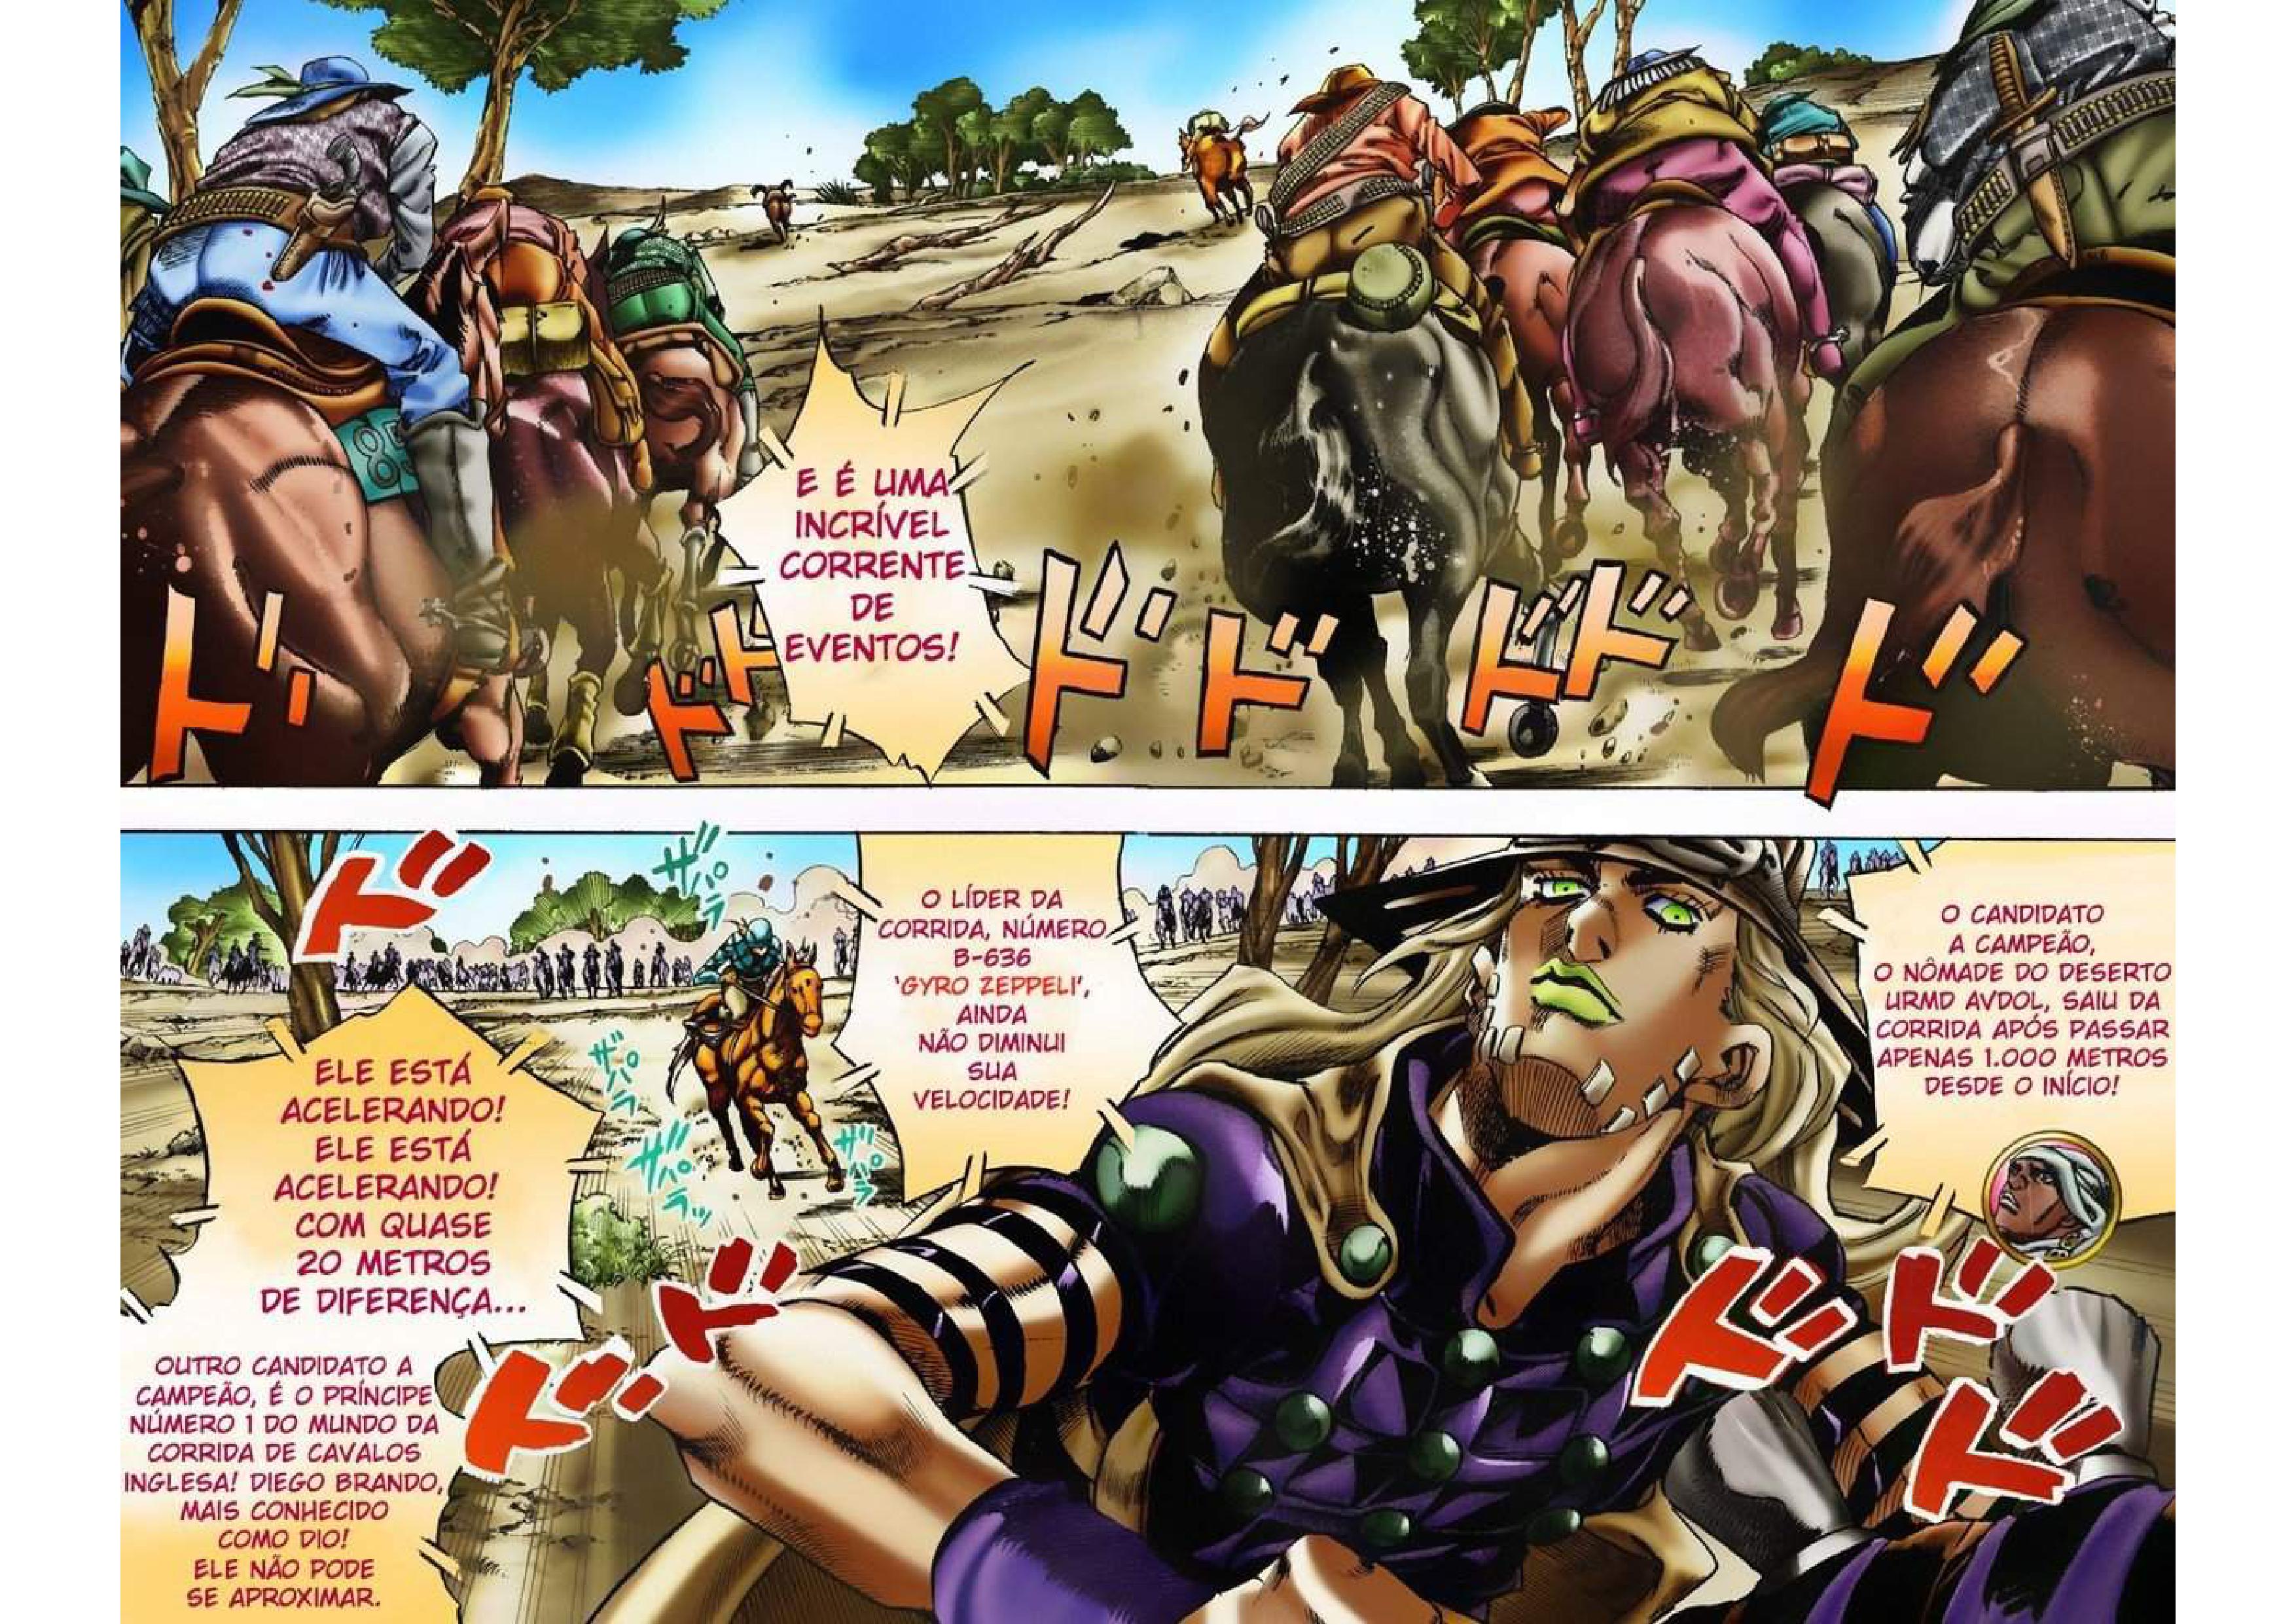 E É UMA
INCRÍVEL
CORRENTE
DE
EVENTOS!
ドドドドドドドド
O CANDIDATO
A CAMPEÃO,
O NÔMADE DO DESERTO
URMD AVDOL, SAIU DA
CORRIDA APÓS PASSAR
APENAS 1.000 METROS
DESDE O INÍCIO!
O LÍDER DA
CORRIDA, NÚMERO
B-636
'GYRO ZEPPELI',
AINDA
NÃO DIMINUI
SUA
VELOCIDADE!
ELE ESTÁ
ACELERANDO!
ELE ESTÁ
ACELERANDO!
COM QUASE
20 METROS
DE DIFERENÇA...
OUTRO CANDIDATO A
CAMPEÃO, É O PRÍNCIPE
NÚMERO 1 DO MUNDO DA
CORRIDA DE CAVALOS
INGLESA! DIEGO BRANDO,
MAIS CONHECIDO
COMO DIO!
ELE NÃO PODE
SE APROXIMAR.
ドドドドドド
ザパラッ
ザパラ
ザパラッ
ザパラ